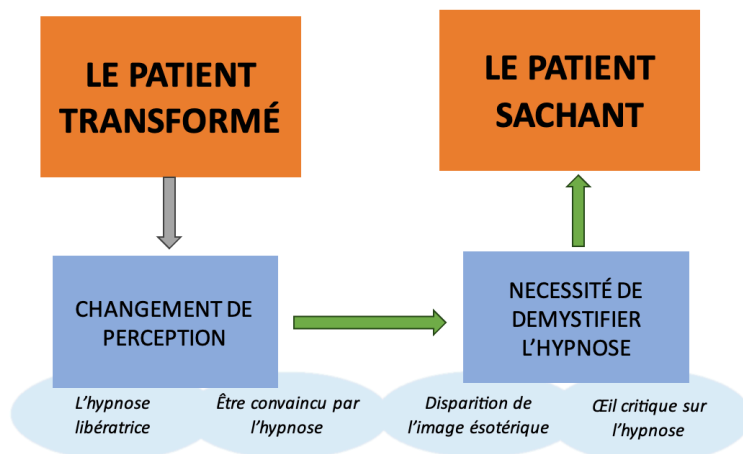 LE PATIENT
TRANSFORMÉ
LE PATIENT
SACHANT
CHANGEMENT DE
PERCEPTION
NECESSITÉ DE
DEMYSTIFIER
L’HYPNOSE
L’hypnose
libératrice
Être convaincu par
l’hypnose
Disparition de
l’image ésotérique
Œil critique sur
l’hypnose